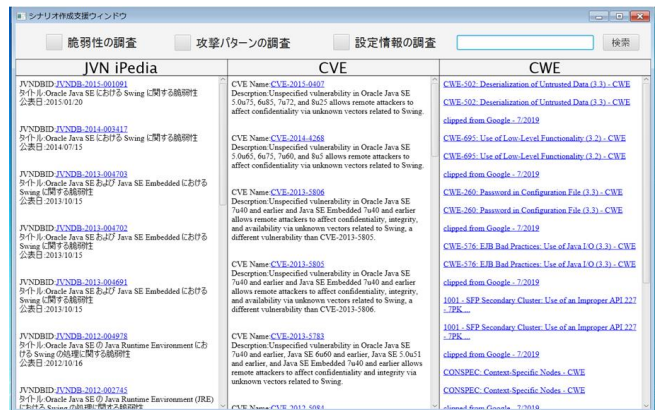 シナリオ作成支援ウィンドウ
脆弱性の調査
攻撃パターンの調査
設定情報の調査
検索
JVN iPedia
JVNDBID:JVNDB-2015-001091
タイトル:Oracle Java SE における Swing に関する脆弱性
公表日:2015/01/20
JVNDBID:JVNDB-2014-003417
タイトル:Oracle Java SE における Swing に関する脆弱性
公表日:2014/07/15
JVNDBID:JVNDB-2013-004703
タイトル:Oracle Java SE および Java SE Embedded における
Swing に関する脆弱性
公表日:2013/10/15
JVNDBID:JVNDB-2013-004702
タイトル:Oracle Java SE および Java SE Embedded における
Swing に関する脆弱性
公表日:2013/10/15
JVNDBID:JVNDB-2013-004691
タイトル:Oracle Java SE および Java SE Embedded における
Swing に関する脆弱性
公表日:2013/10/15
JVNDBID:JVNDB-2012-004978
タイトル:Oracle Java SE の Java Runtime Environment にお
ける Swing の処理に関する脆弱性
公表日:2012/10/16
JVNDBID:JVNDB-2012-002745
タイトル:Oracle Java SE の Java Runtime Environment (JRE)
における Swing の処理に関する脆弱性
CVE
CVE Name:CVE-2015-0407
Descrption:Unspecified vulnerability in Oracle Java SE
5.0u75, 6u85, 7u72, and 8u25 allows remote attackers to
affect confidentiality via unknown vectors related to Swing.
CVE Name:CVE-2014-4268
Descrption:Unspecified vulnerability in Oracle Java SE
5.0u65, 6u75, 7u60, and 8u5 allows remote attackers to
affect confidentiality via unknown vectors related to Swing.
CVE Name:CVE-2013-5806
Descrption:Unspecified vulnerability in Oracle Java SE
7u40 and earlier and Java SE Embedded 7u40 and earlier
allows remote attackers to affect confidentiality, integrity,
and availability via unknown vectors related to Swing, a
different vulnerability than CVE-2013-5805.
CVE Name:CVE-2013-5805
Descrption:Unspecified vulnerability in Oracle Java SE
7u40 and earlier and Java SE Embedded 7u40 and earlier
allows remote attackers to affect confidentiality, integrity,
and availability via unknown vectors related to Swing, a
different vulnerability than CVE-2013-5806.
CVE Name:CVE-2013-5783
Descrption:Unspecified vulnerability in Oracle Java SE
7u40 and earlier, Java SE 6u60 and earlier, Java SE 5.0u51
and earlier, and Java SE Embedded 7u40 and earlier allows
remote attackers to affect confidentiality and integrity via
unknown vectors related to Swing.
CVE Name:CVE-2012-5084
CWE
CWE-502: Deserialization of Untrusted Data (3.3) - CWE
CWE-502: Deserialization of Untrusted Data (3.3) - CWE
clipped from Google - 7/2019
CWE-695: Use of Low-Level Functionality (3.2) - CWE
CWE-695: Use of Low-Level Functionality (3.2) - CWE
clipped from Google - 7/2019
CWE-260: Password in Configuration File (3.3) - CWE
CWE-260: Password in Configuration File (3.3) - CWE
clipped from Google - 7/2019
CWE-576: EJB Bad Practices: Use of Java I/O (3.3) - CWE
CWE-576: EJB Bad Practices: Use of Java I/O (3.3) - CWE
clipped from Google - 7/2019
1001 - SFP Secondary Cluster: Use of an Improper API 227
- 7PK ...
1001 - SFP Secondary Cluster: Use of an Improper API 227
- 7PK ...
clipped from Google - 7/2019
CONSPEC: Context-Specific Nodes - CWE
CONSPEC: Context-Specific Nodes - CWE
clipped from Google - 7/2019